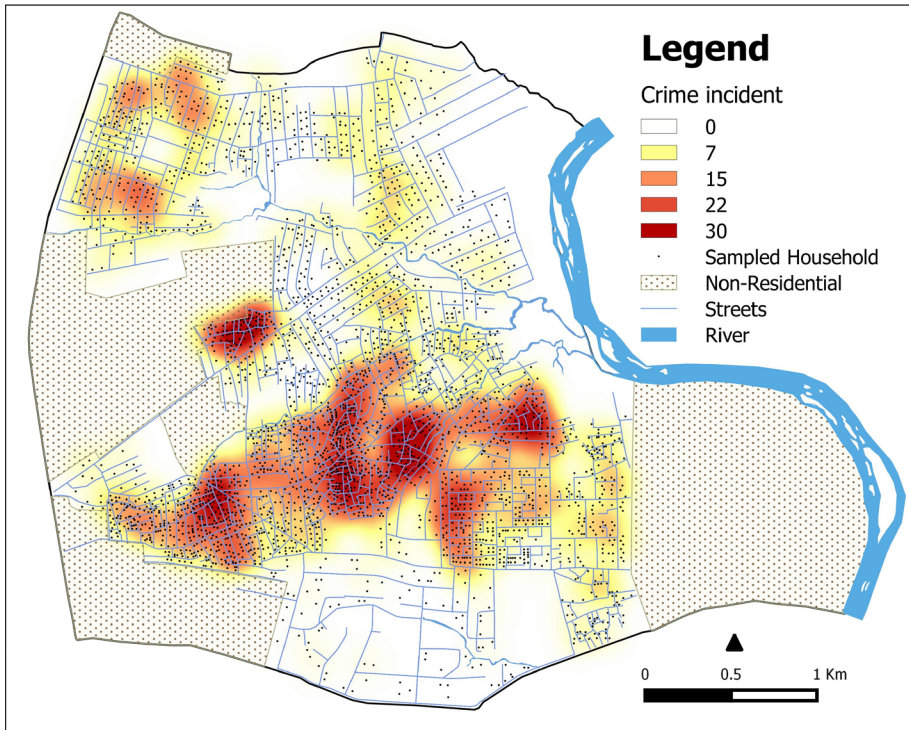 Legend
Crime incident
0
7
15
22
30
Sampled Household
Non-Residential
Streets
River
0 0.5 1 Km